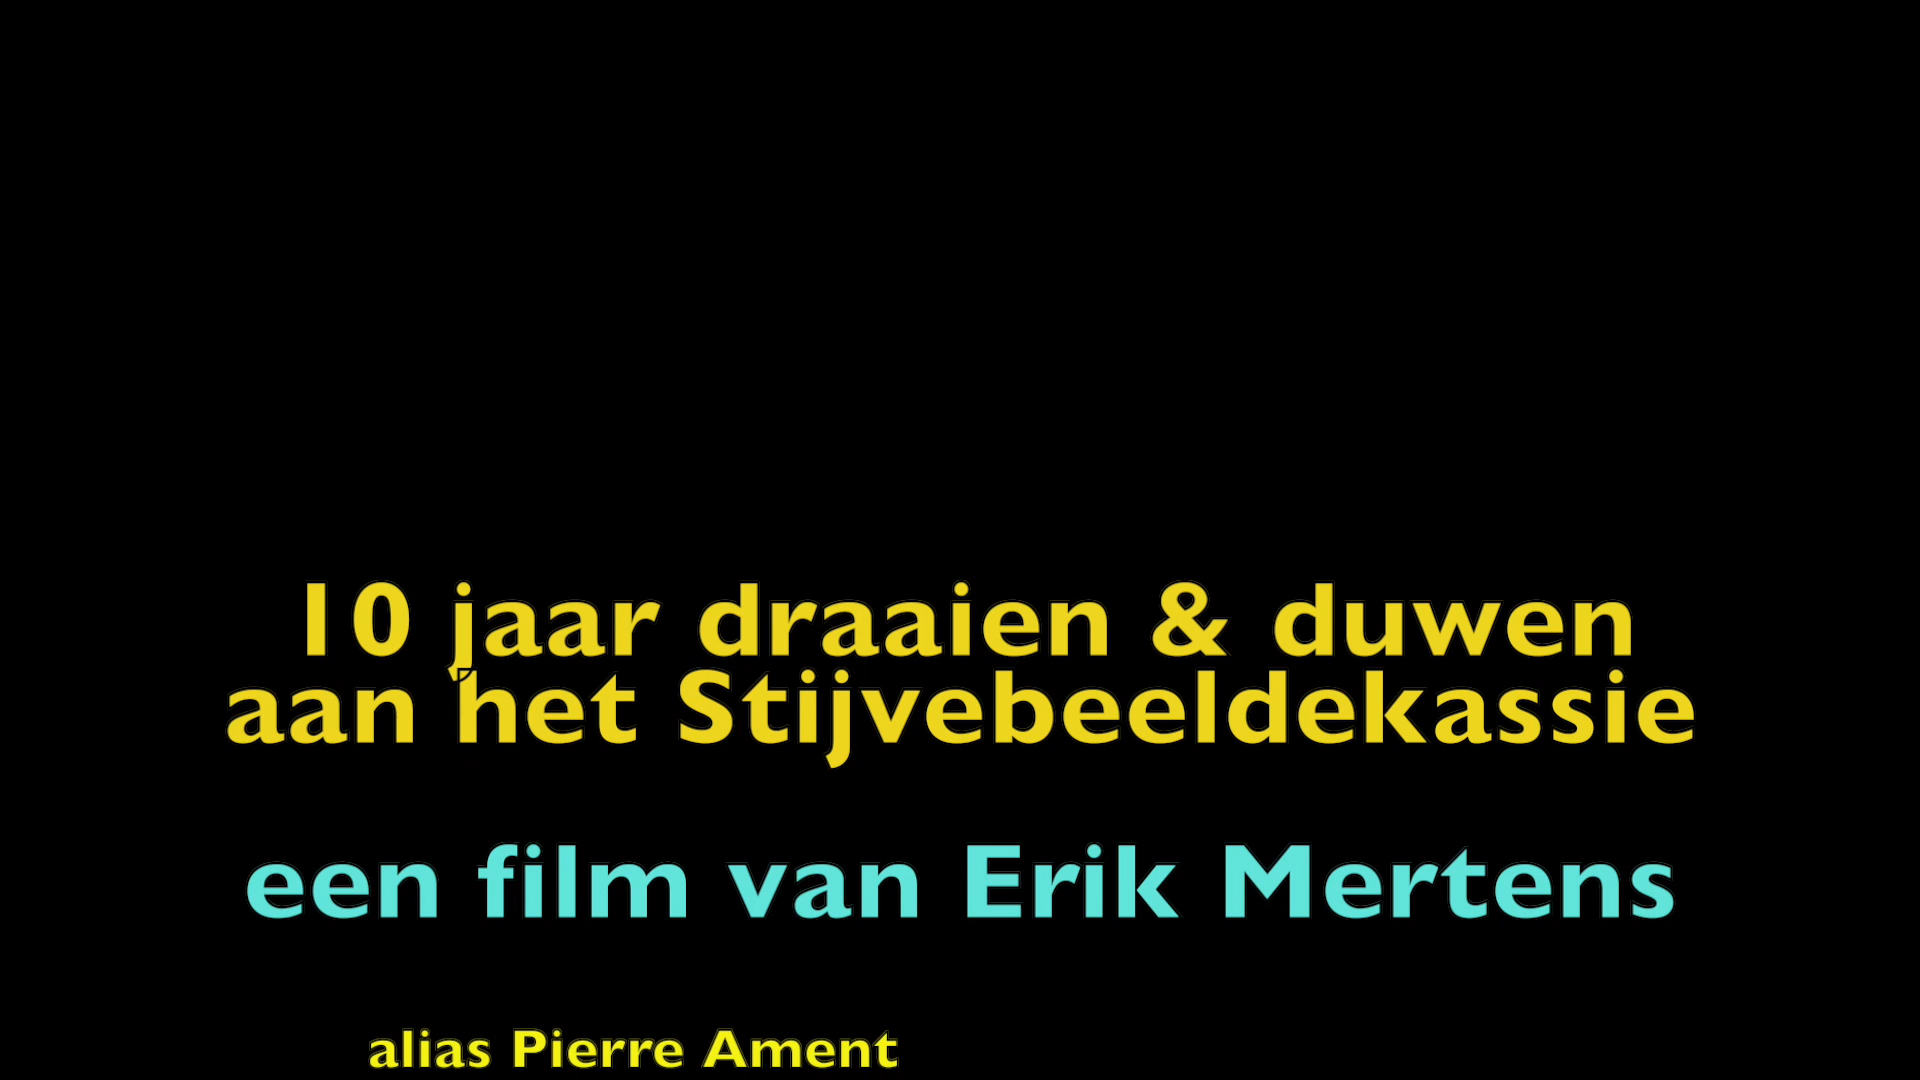 10 jaar draaien & duwen
aan het Stijvebeeldekassie
een film van Erik Mertens
alias Pierre Ament